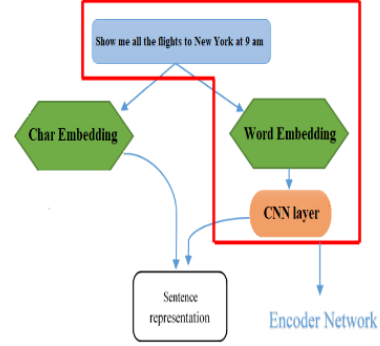 Show me all the flights to New York at 9 am
Char Embedding
Word Embedding
CNN layer
Sentence
representation
Encoder Network